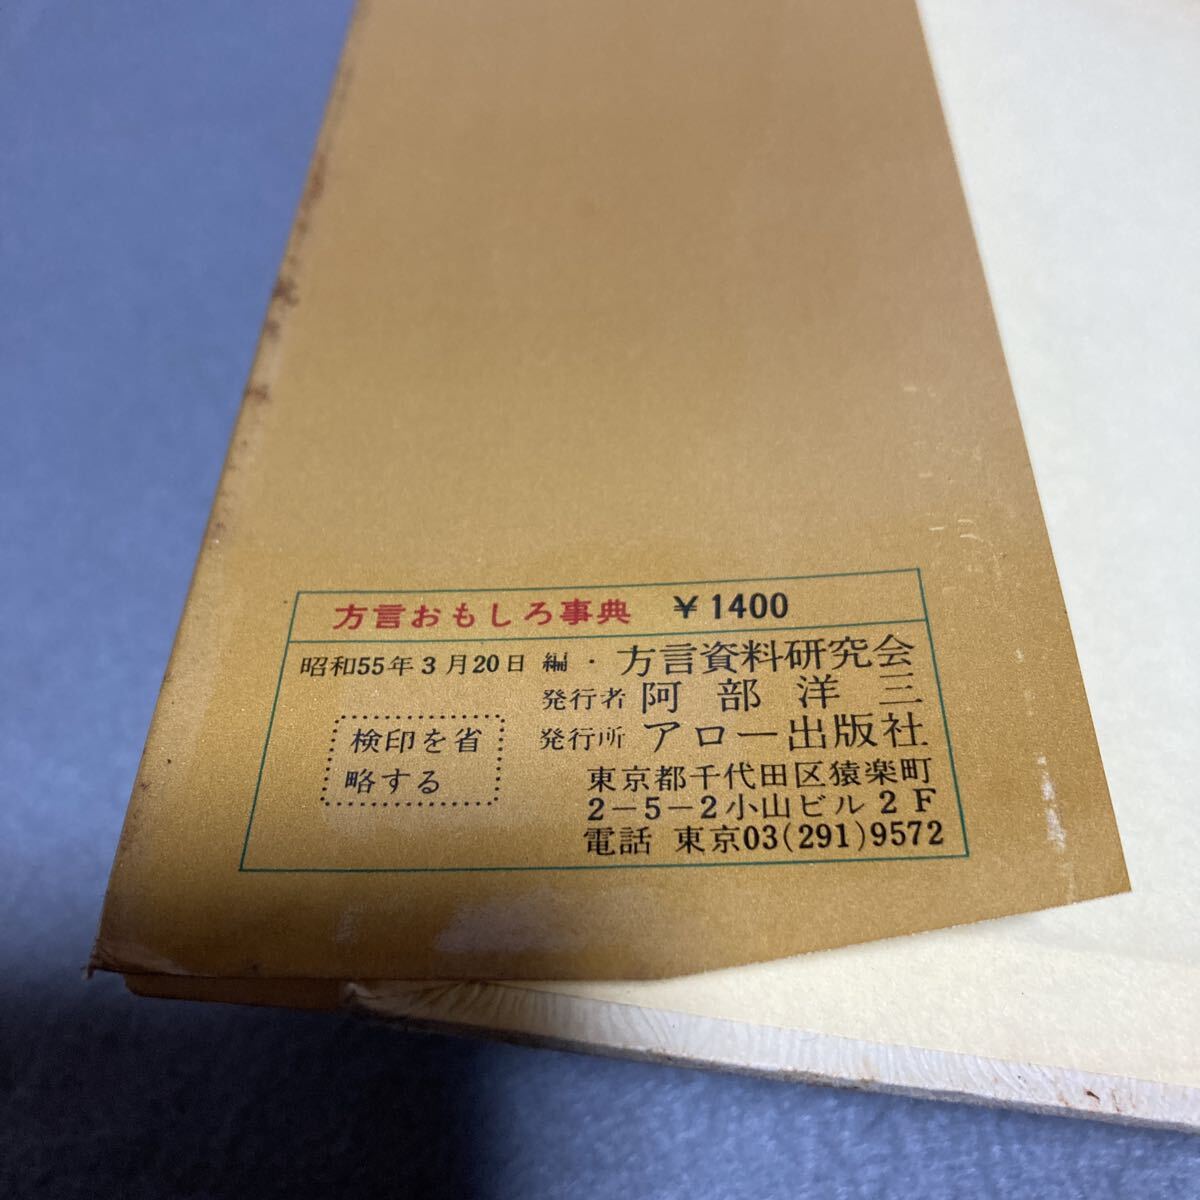 方言おもしろ事典 ¥1400
昭和55年3月20日 編・方言資料研究会
発行者 阿部洋三
検印を省
略する
発行所 アロー出版社
東京都千代田区猿楽町
2-5-2小山ビル2F
電話 東京03(291)9572